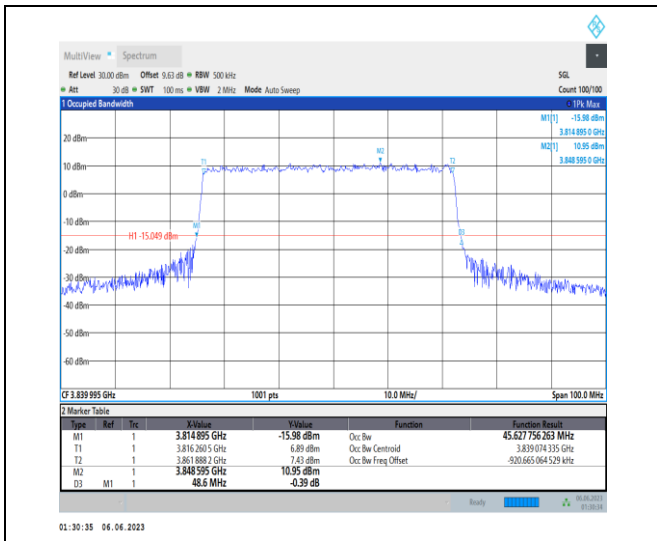 MultiView Spectrum
Ref Level 30.00 dBm Offset 9.63 dB RBW 500 kHz SGL
Att 30 dB SWT 100 ms VBW 2 MHz Mode Auto Sweep Count 100/100
1 Occupied Bandwidth 1Pk Max
M1[1] -15.98 dBm
3.814 895 0 GHz
M2[1] 10.95 dBm
3.848 595 0 GHz
20 dBm
M2
T1 T2
10 dBm
0 dBm
-10 dBm
M1
D3
H1 -15.049 dBm
-20 dBm
-30 dBm
-40 dBm
-50 dBm
-60 dBm
CF 3.839 995 GHz 1001 pts 10.0 MHz/ Span 100.0 MHz
2 Marker Table
Type Ref Trc X-Value Y-Value Function Function Result
M1 1 3.814 895 GHz -15.98 dBm Occ Bw 45.627 756 263 MHz
T1 1 3.816 260 5 GHz 6.89 dBm Occ Bw Centroid 3.839 074 335 GHz
T2 1 3.861 888 2 GHz 7.43 dBm Occ Bw Freq Offset -920.665 064 529 kHz
M2 1 3.848 595 GHz 10.95 dBm
D3 M1 1 48.6 MHz -0.39 dB
Ready 06.06.2023
01:30:34
01:30:35 06.06.2023